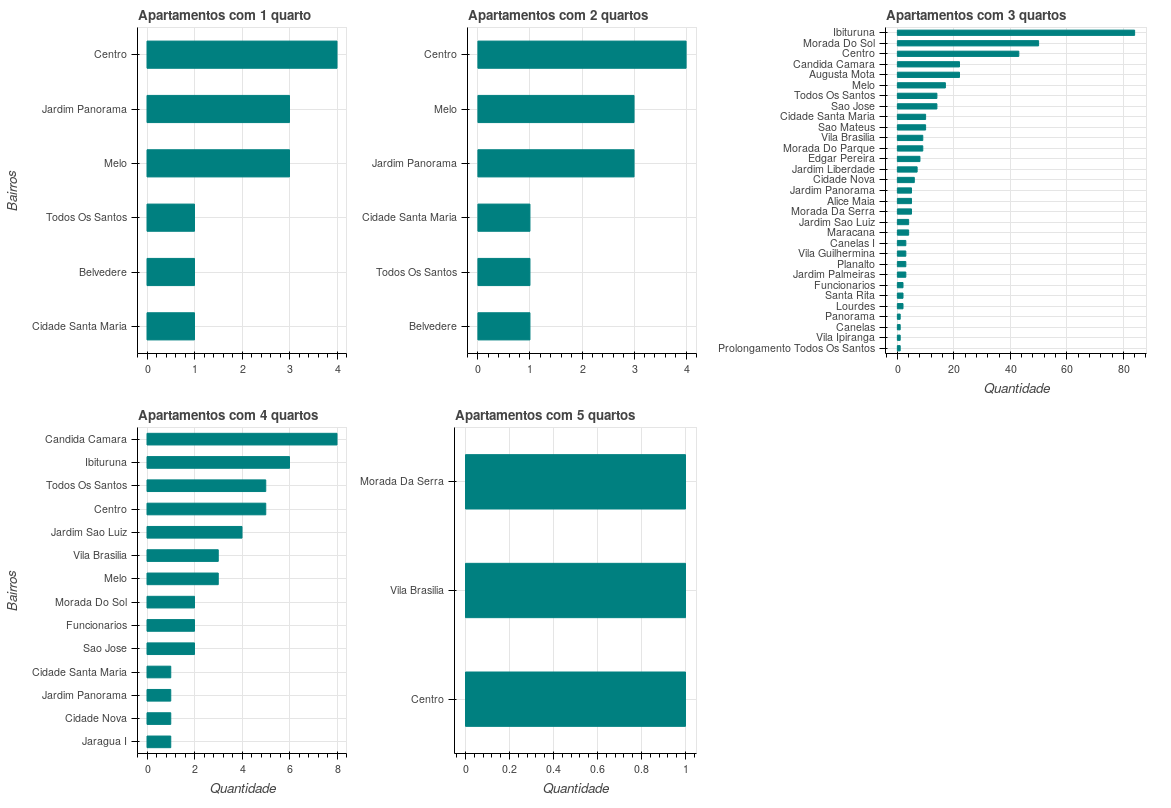 Apartamentos com 1 quarto
Bairros
Centro
Jardim Panorama
Melo
Todos Os Santos
Belvedere
Cidade Santa Maria
0 1 2 3 4
Apartamentos com 2 quartos
Centro
Melo
Jardim Panorama
Cidade Santa Maria
Todos Os Santos
Belvedere
0 1 2 3 4
Apartamentos com 3 quartos
Ibituruna
Morada Do Sol
Centro
Candida Camara
Augusta Mota
Melo
Todos Os Santos
Sao Jose
Cidade Santa Maria
Sao Mateus
Vila Brasilia
Morada Do Parque
Edgar Pereira
Jardim Liberdade
Cidade Nova
Jardim Panorama
Alice Maia
Morada Da Serra
Jardim Sao Luiz
Maracana
Canelas I
Vila Guilhermina
Planalto
Jardim Palmeiras
Funcionarios
Santa Rita
Lourdes
Panorama
Canelas
Vila Ipiranga
Prolongamento Todos Os Santos
0 20 40 60 80
Quantidade
Apartamentos com 4 quartos
Bairros
Candida Camara
Ibituruna
Todos Os Santos
Centro
Jardim Sao Luiz
Vila Brasilia
Melo
Morada Do Sol
Funcionarios
Sao Jose
Cidade Santa Maria
Jardim Panorama
Cidade Nova
Jaragua I
0 2 4 6 8
Quantidade
Apartamentos com 5 quartos
Morada Da Serra
Vila Brasilia
Centro
0 0.2 0.4 0.6 0.8 1
Quantidade